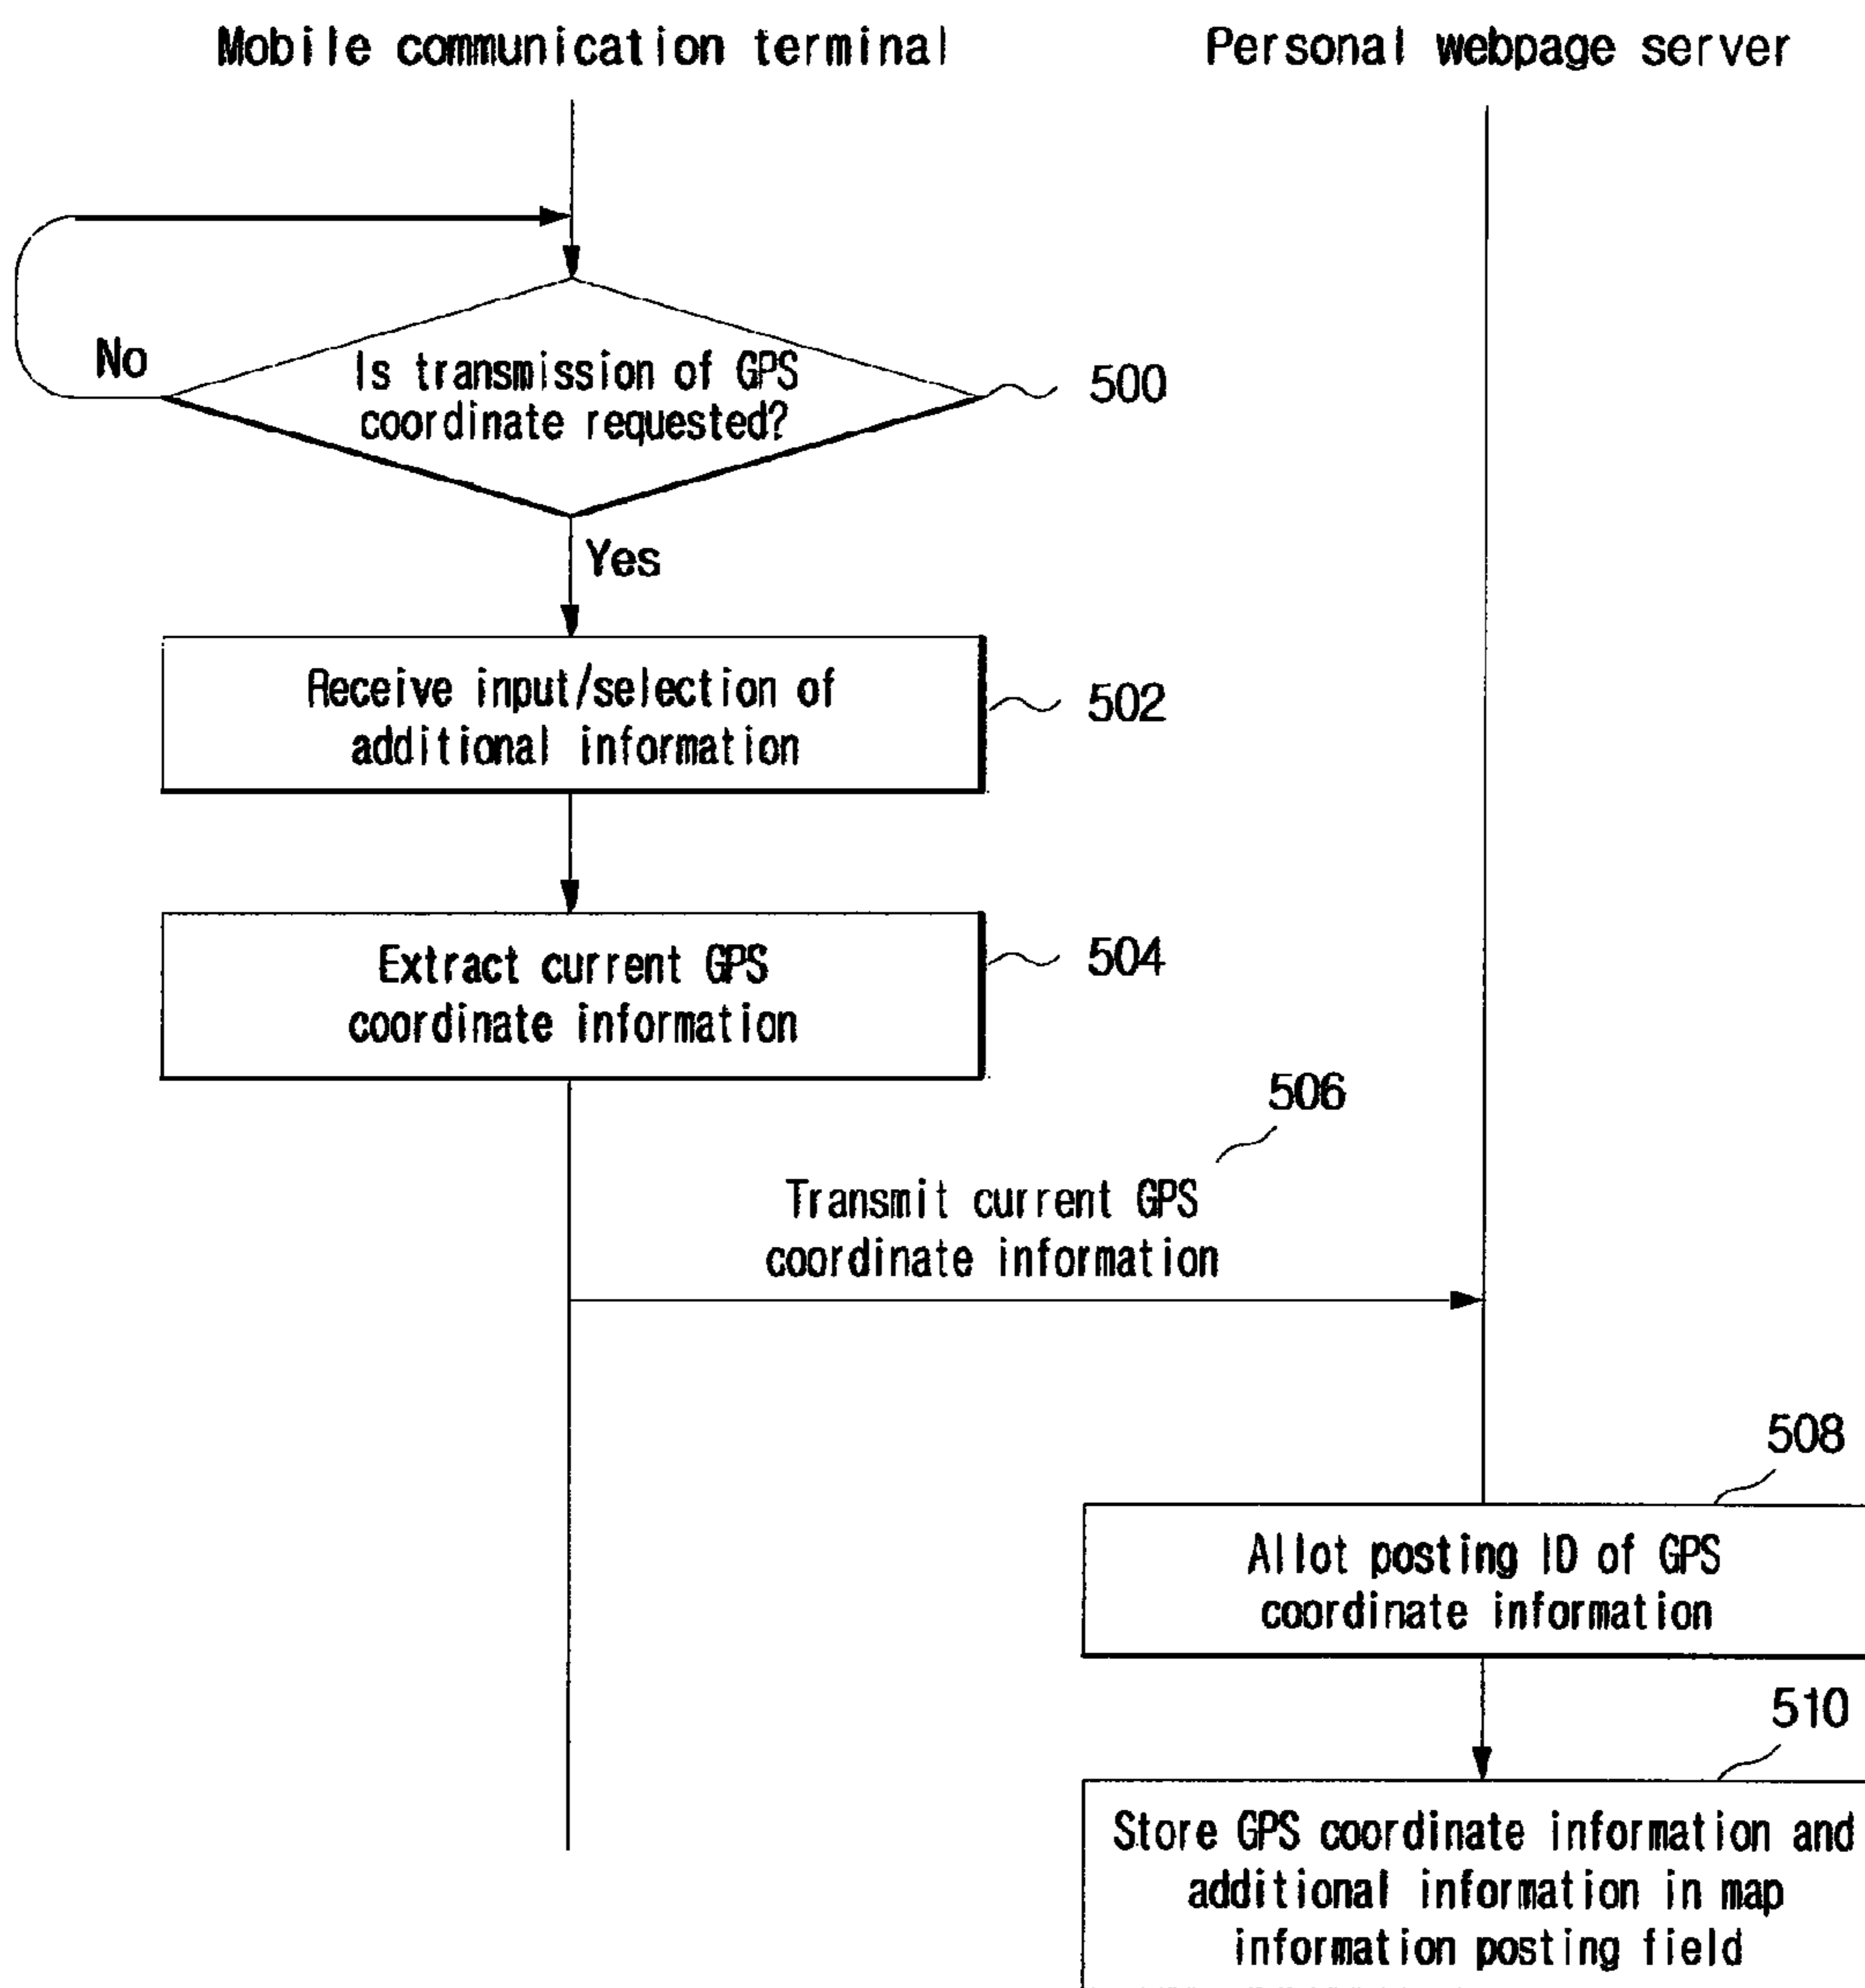 Mobile communication terminal
Personal webpage server
No
Is transmission of GPS
coordinate requested?
500
Yes
Receive input/selection of
additional information
502
Extract current GPS
coordinate information
504
506
Transmit current GPS
coordinate information
508
Allot posting ID of GPS
coordinate information
510
Store GPS coordinate information and
additional information in map
information posting field